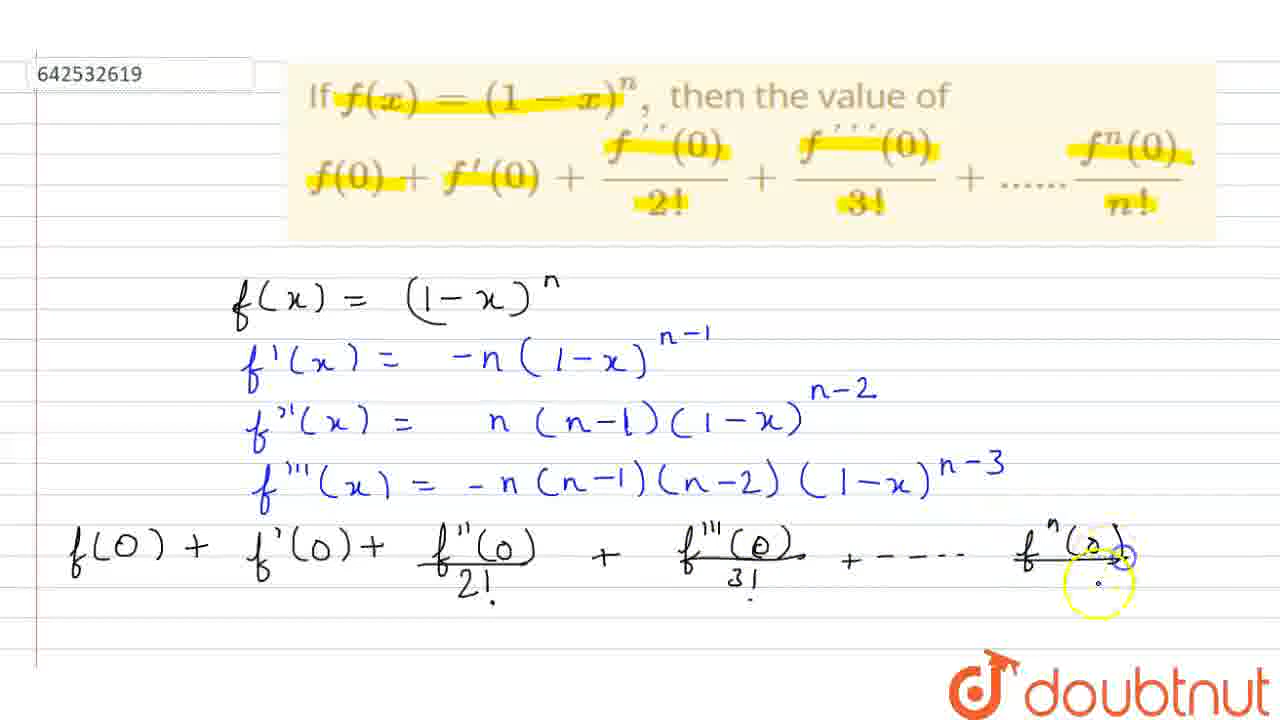 642532619
If f(x) = (1 − x)^n, then the value of
f(0) + f'(0) + f''(0)/2! + f'''(0)/3! + ...... f^n(0)/n!.
f(x) = (1-x)^n
f'(x) = -n(1-x)^{n-1}
f''(x) = n(n-1)(1-x)^{n-2}
f'''(x) = -n(n-1)(n-2)(1-x)^{n-3}
f(0) + f'(0) + f''(0)/2! + f'''(0)/3! + ----.. f^n(0)
doubtnut